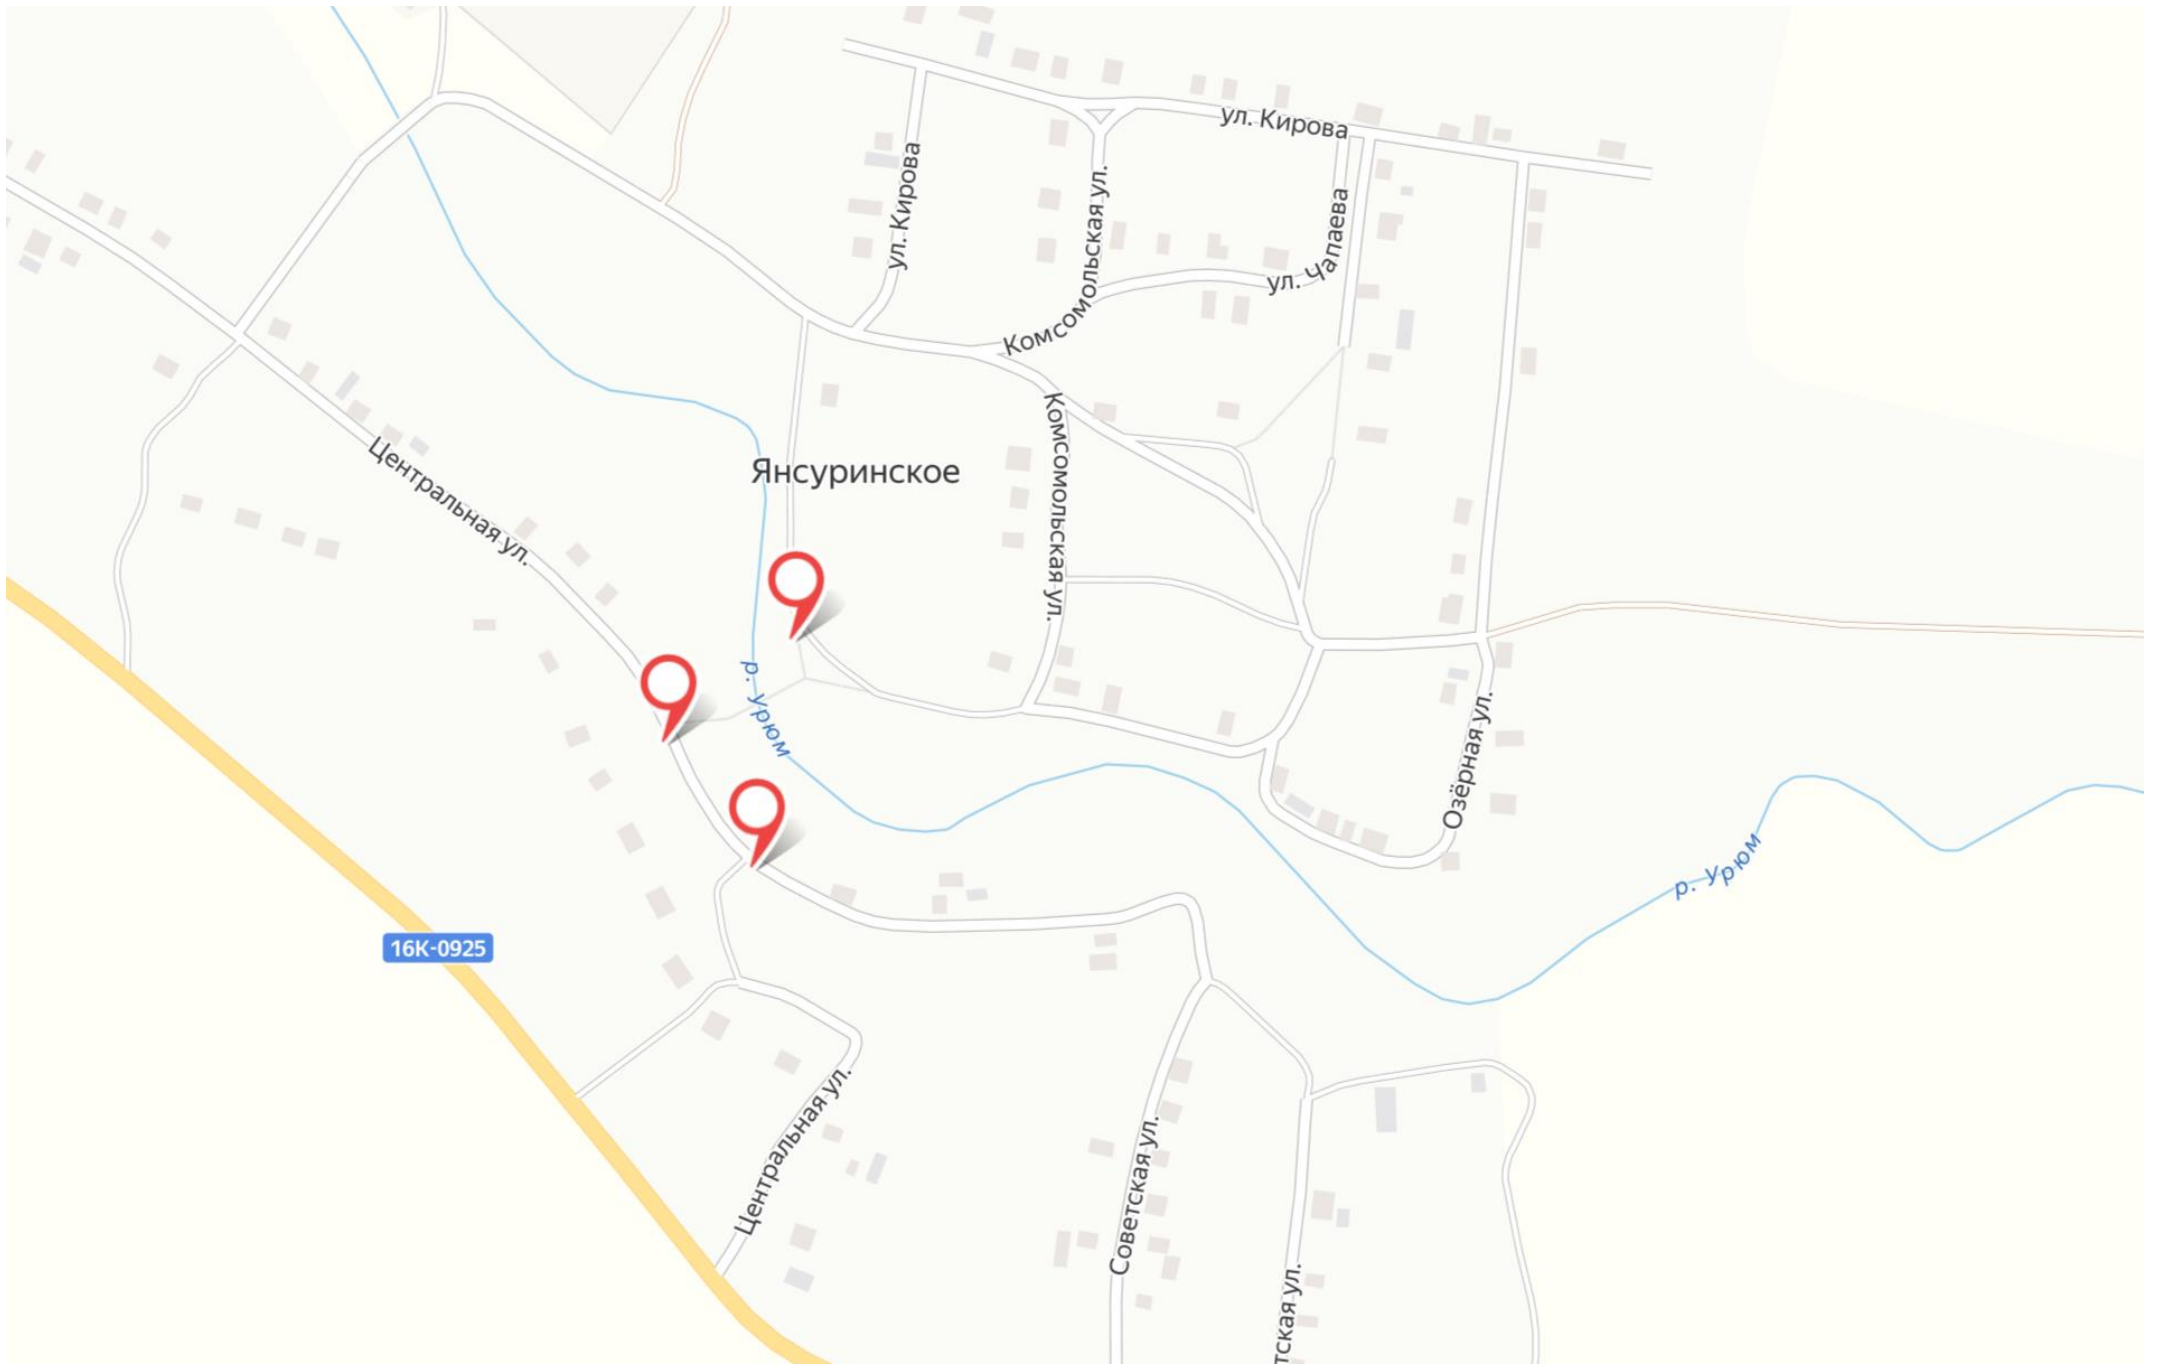 ул. Кирова
ул. Кирова
Комсомольская ул.
ул. Чапаева
Центральная ул.
Янсуринское
Комсомольская ул.
р. Урюм
Озёрная ул.
р. Урюм
16К-0925
Центральная ул.
Советская ул.
тская ул.